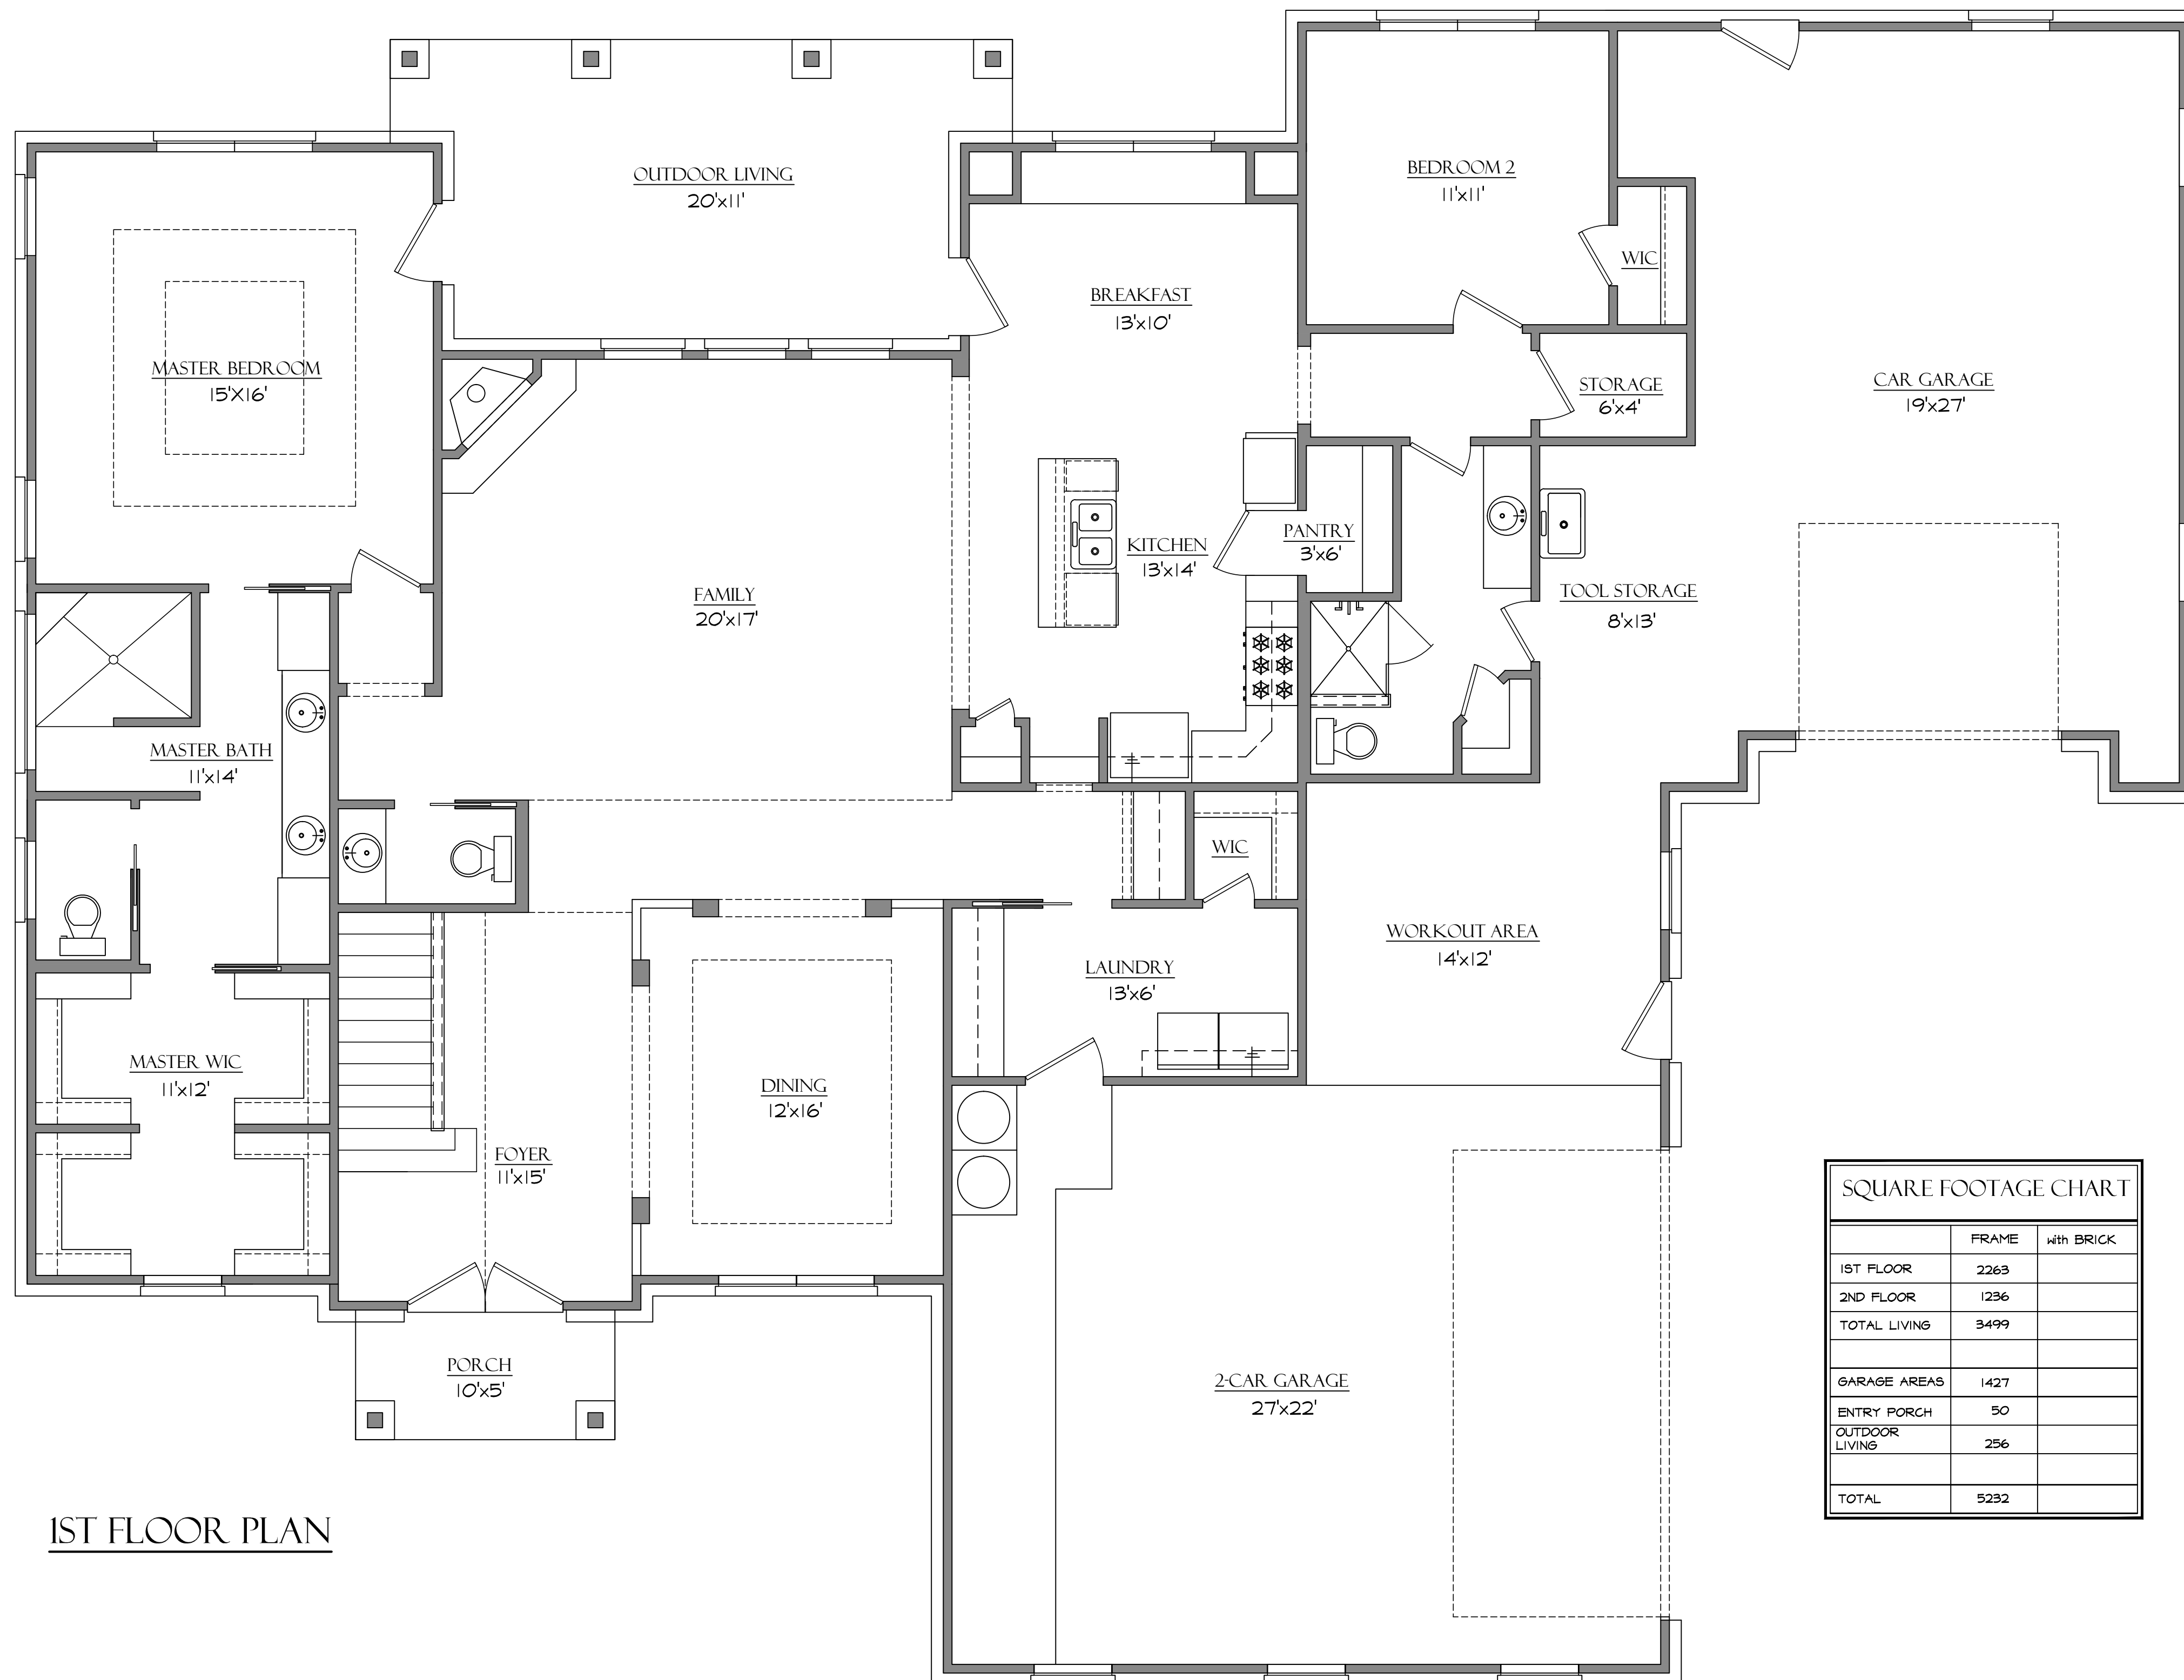 OUTDOOR LIVING
20'x11'
BEDROOM 2
11'x11'
WIC
BREAKFAST
13'x10'
MASTER BEDROOM
15'X16'
STORAGE
6'x4'
CAR GARAGE
19'x27'
PANTRY
3'x6'
KITCHEN
13'x14'
FAMILY
20'x17'
TOOL STORAGE
8'x13'
MASTER BATH
11'x14'
WIC
WORKOUT AREA
14'x12'
LAUNDRY
13'x6'
MASTER WIC
11'x12'
DINING
12'x16'
FOYER
11'x15'
PORCH
10'x5'
2-CAR GARAGE
27'x22'
SQUARE FOOTAGE CHART
FRAME with BRICK
1ST FLOOR 2263
2ND FLOOR 1236
TOTAL LIVING 3499
GARAGE AREAS 1427
ENTRY PORCH 50
OUTDOOR
LIVING 256
TOTAL 5232
1ST FLOOR PLAN